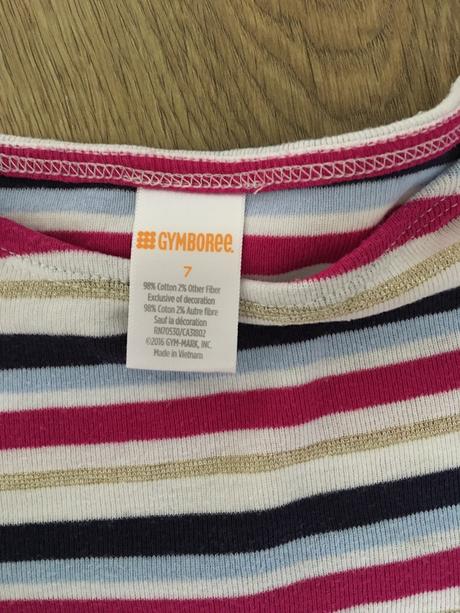 GYMBOREE.
7
98% Cotton 2% Other Fiber
Exclusive of decoration
98% Coton 2% Autre fibre
Sauf la décoration
RN70530/CA31802
©2016 GYM-MARK, INC.
Made in Vietnam